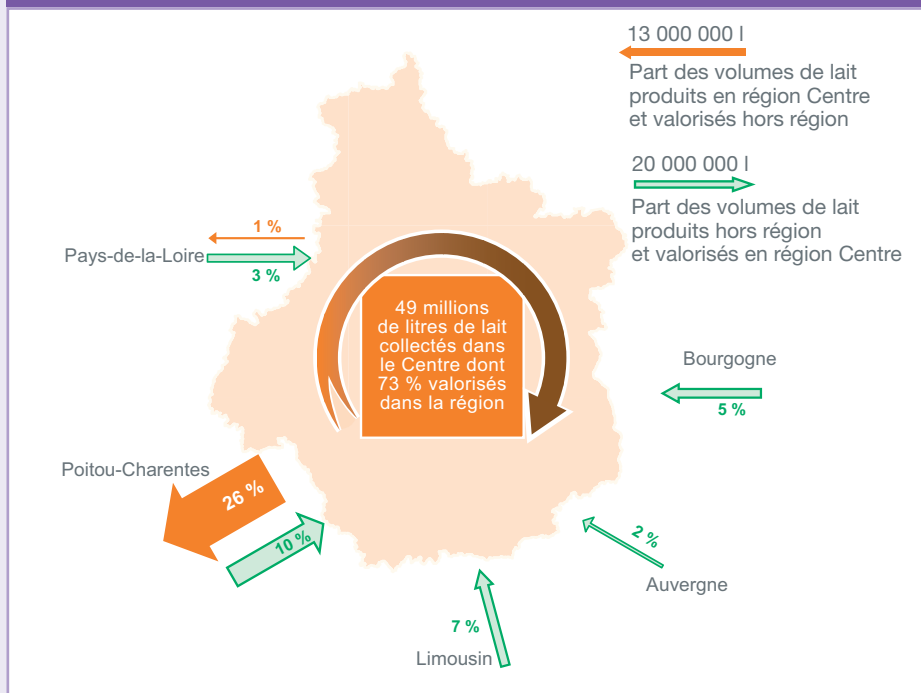 13 000 000 l
Part des volumes de lait
produits en région Centre
et valorisés hors région
20 000 000 l
Part des volumes de lait
produits hors région
et valorisés en région Centre
1 %
Pays-de-la-Loire
3 %
49 millions
de litres de lait
collectés dans
le Centre dont
73 % valorisés
dans la région
Bourgogne
5 %
Poitou-Charentes
26 %
10 %
2 %
Auvergne
7 %
Limousin